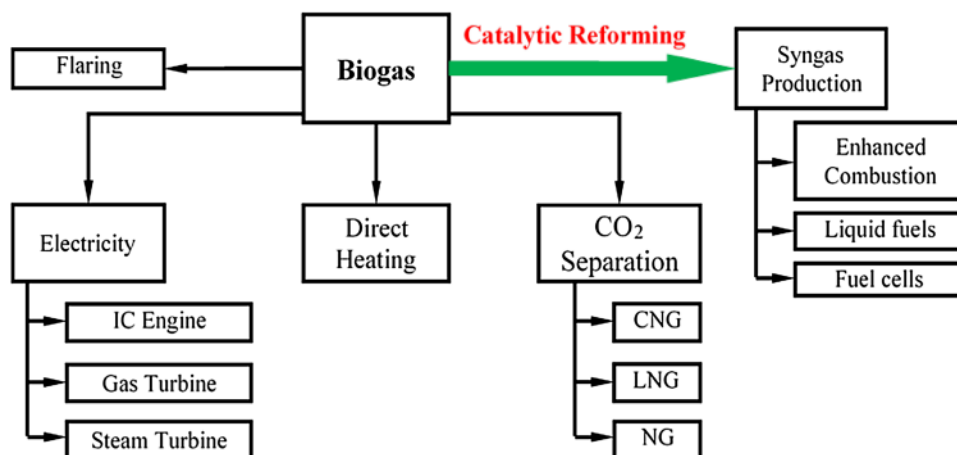 Catalytic Reforming
Flaring
Biogas
Syngas
Production
Enhanced
Combustion
Liquid fuels
Fuel cells
Electricity
Direct
Heating
CO₂
Separation
IC Engine
Gas Turbine
Steam Turbine
CNG
LNG
NG